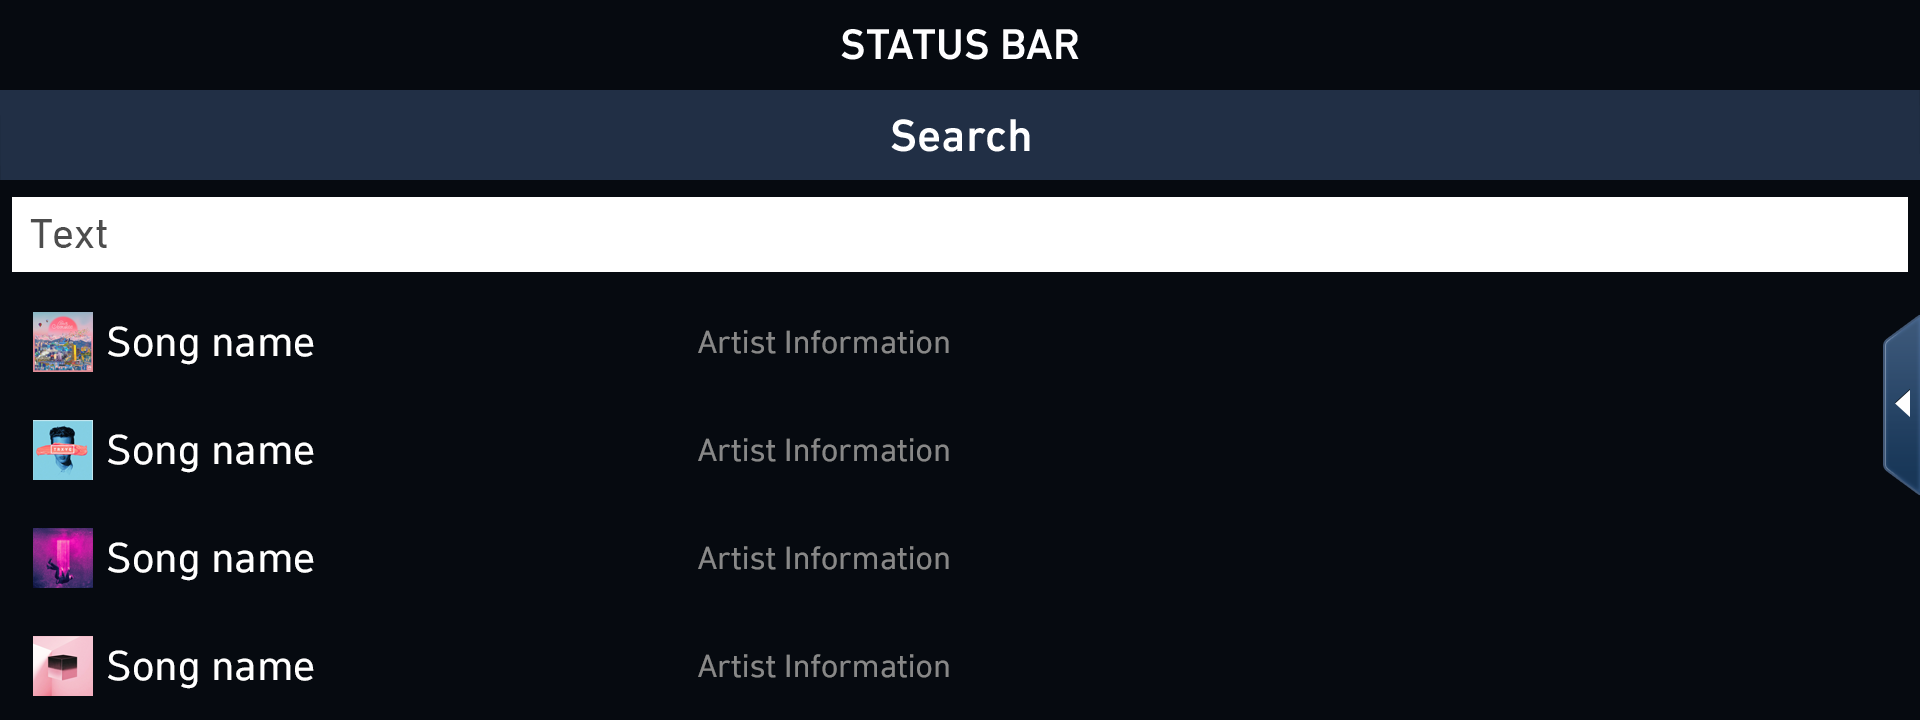 STATUS BAR
Search
Text
Song name Artist Information
Song name Artist Information
Song name Artist Information
Song name Artist Information